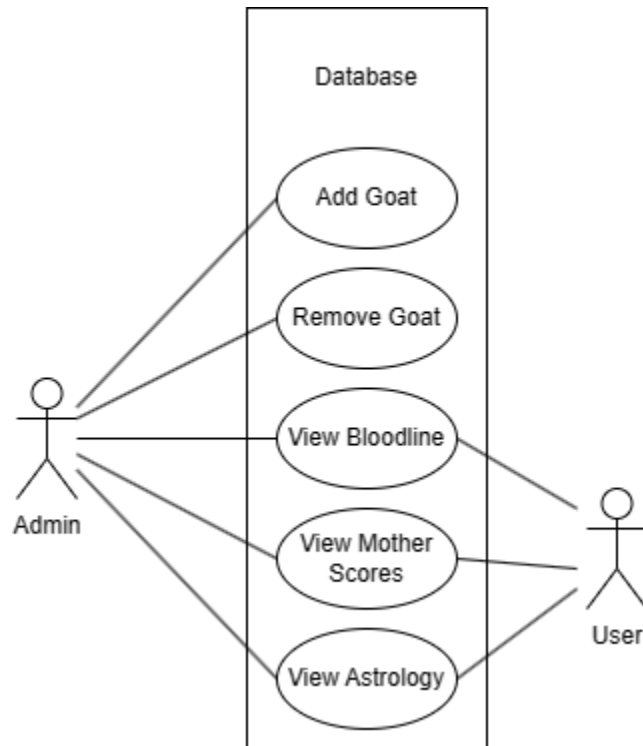 Database
Add Goat
Remove Goat
View Bloodline
Admin
View Mother
Scores
User
View Astrology